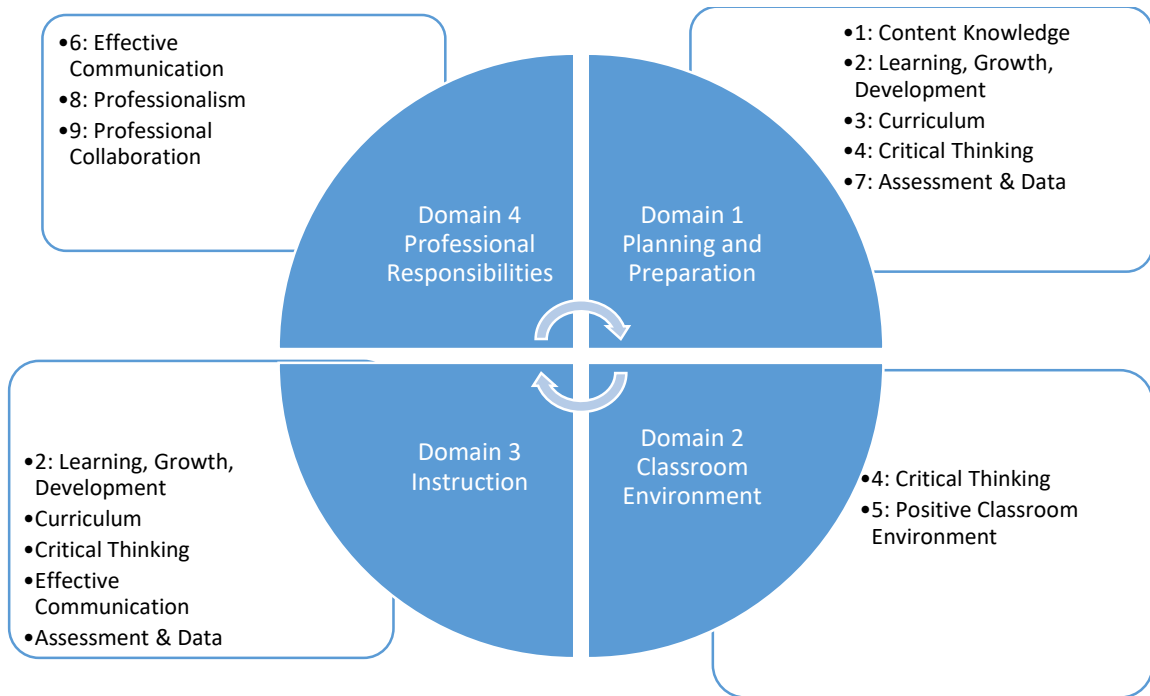 •6: Effective
Communication
•8: Professionalism
•9: Professional
Collaboration
•1: Content Knowledge
•2: Learning, Growth,
Development
•3: Curriculum
•4: Critical Thinking
•7: Assessment & Data
Domain 4
Professional
Responsibilities
Domain 1
Planning and
Preparation
Domain 3
Instruction
Domain 2
Classroom
Environment
•2: Learning, Growth,
Development
•Curriculum
•Critical Thinking
•Effective
Communication
•Assessment & Data
•4: Critical Thinking
•5: Positive Classroom
Environment